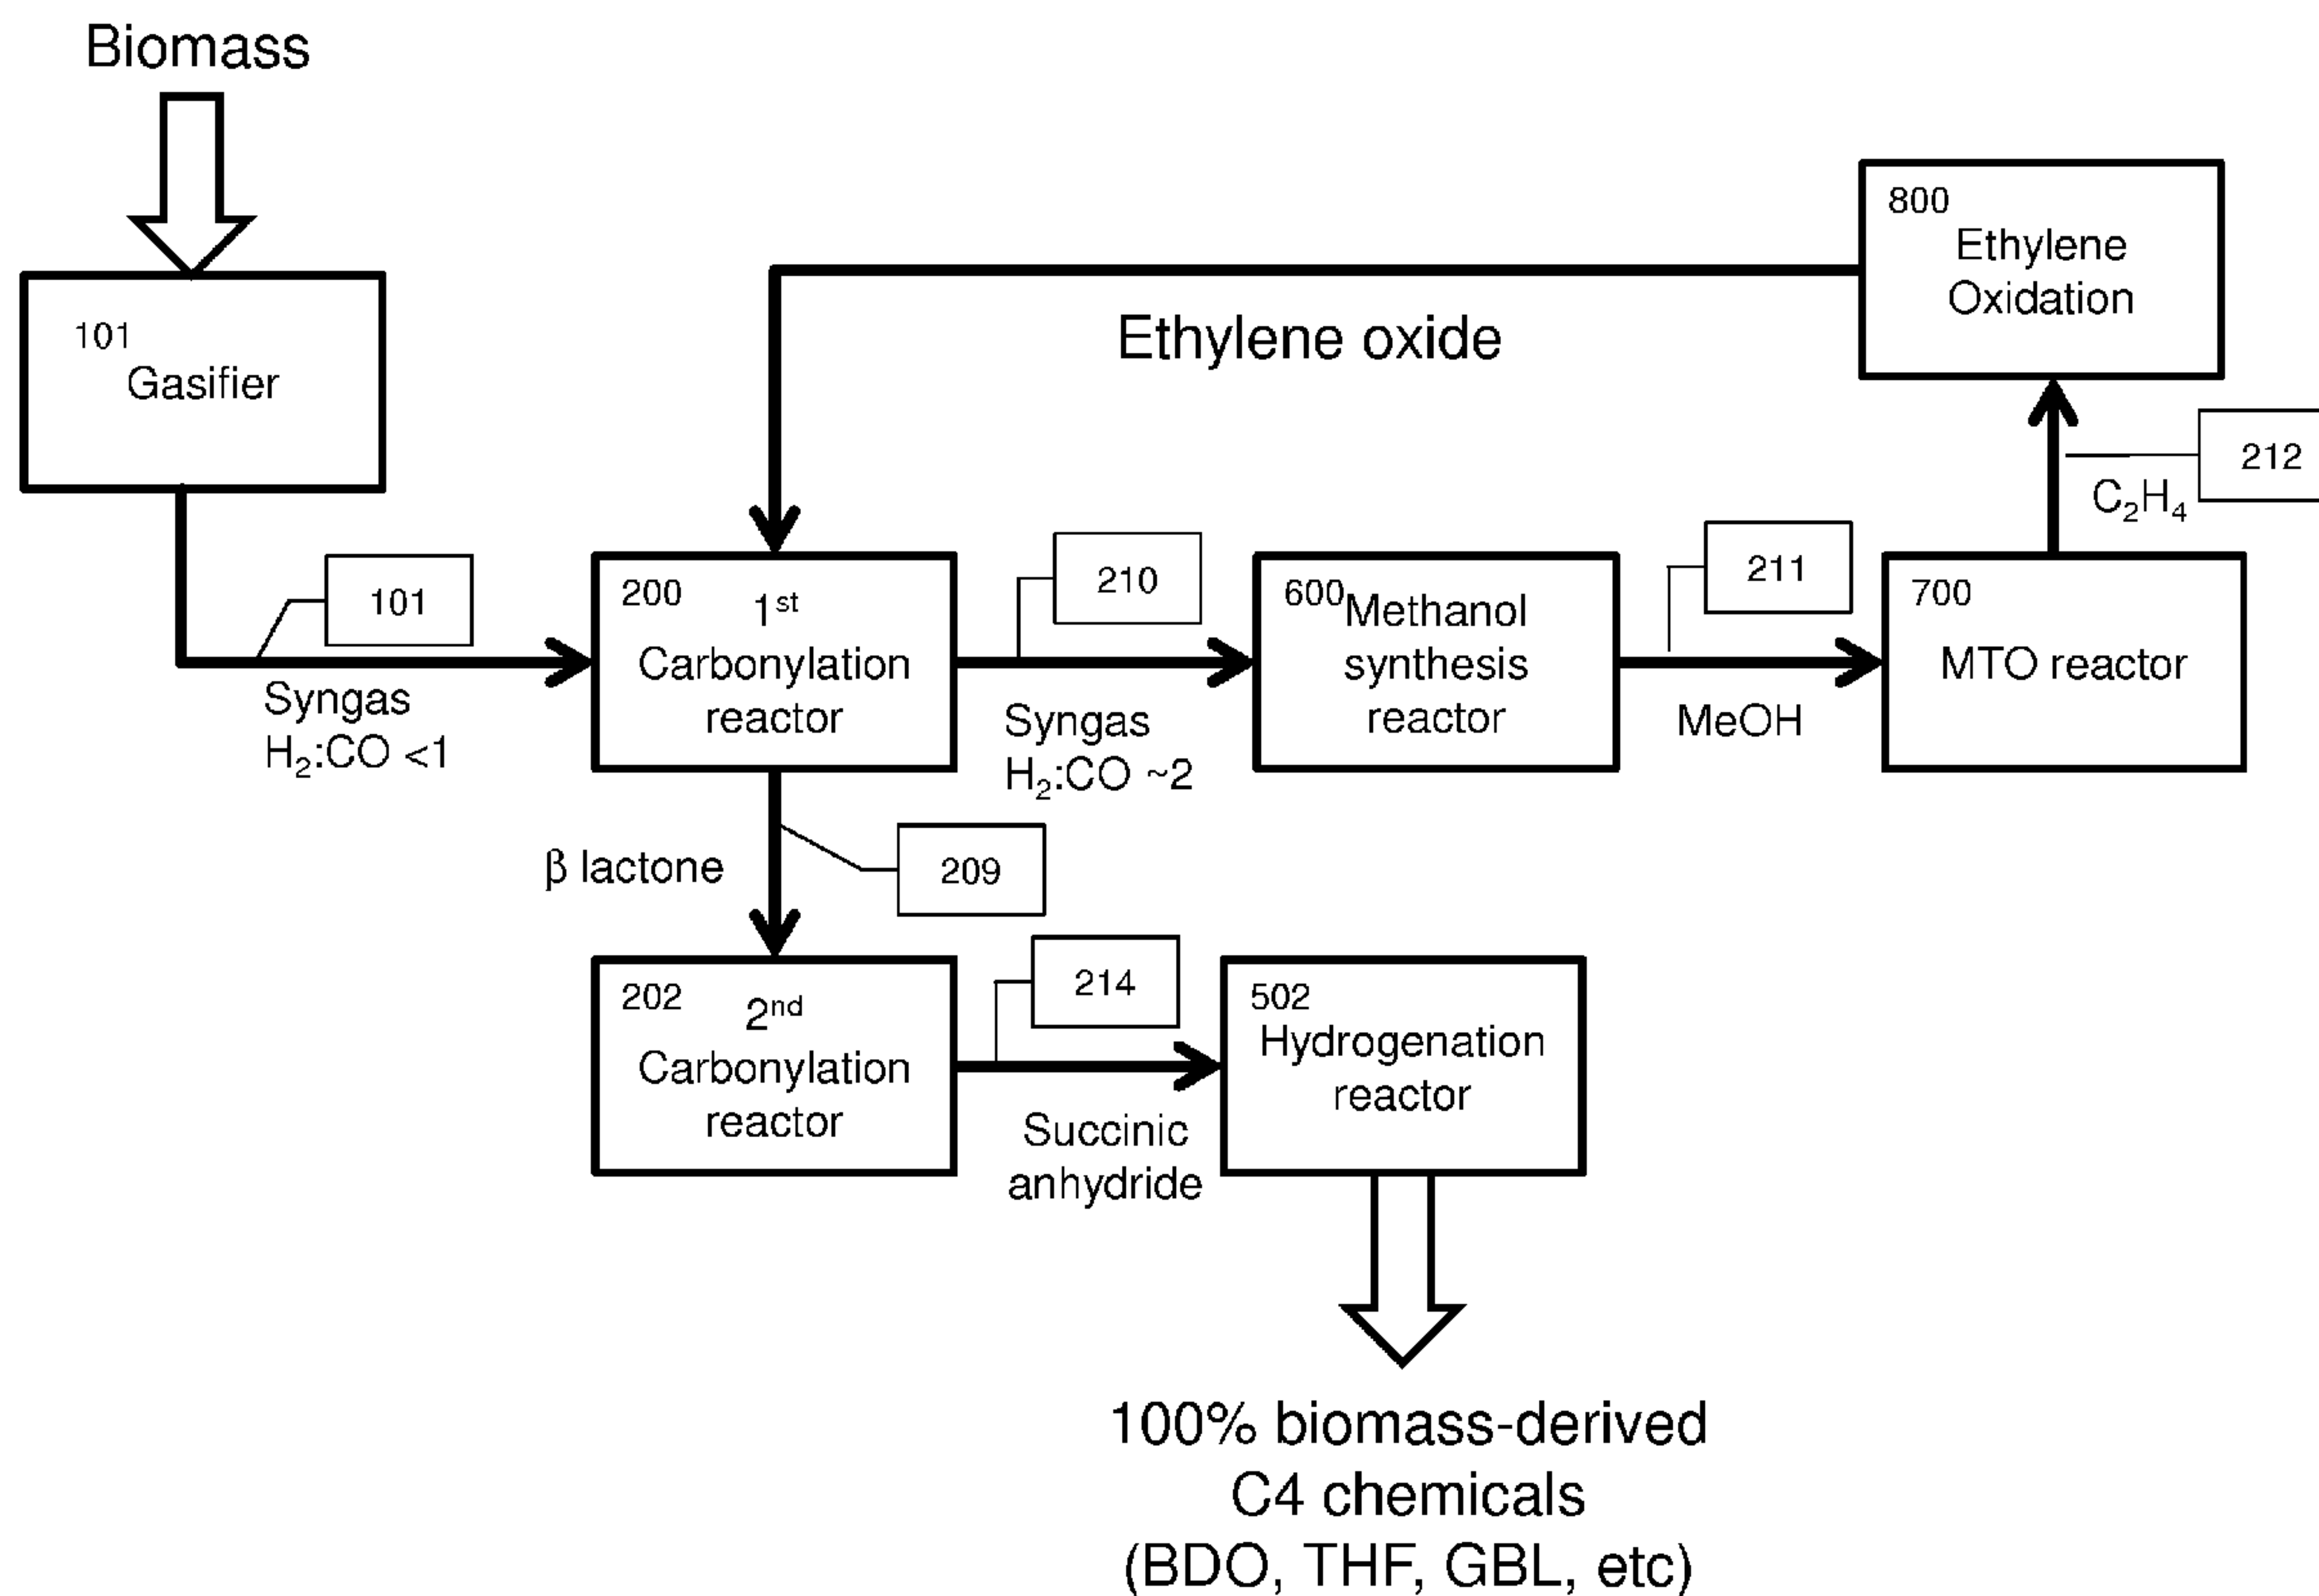 Biomass
101
Gasifier
101
Syngas
H₂:CO <1
200
1st
Carbonylation
reactor
Ethylene oxide
800
Ethylene
Oxidation
212
C₂H₄
210
Syngas
H₂:CO ~2
600
Methanol
synthesis
reactor
211
MeOH
700
MTO reactor
β lactone
209
202
2nd
Carbonylation
reactor
214
Succinic
anhydride
502
Hydrogenation
reactor
100% biomass-derived
C4 chemicals
(BDO, THF, GBL, etc)